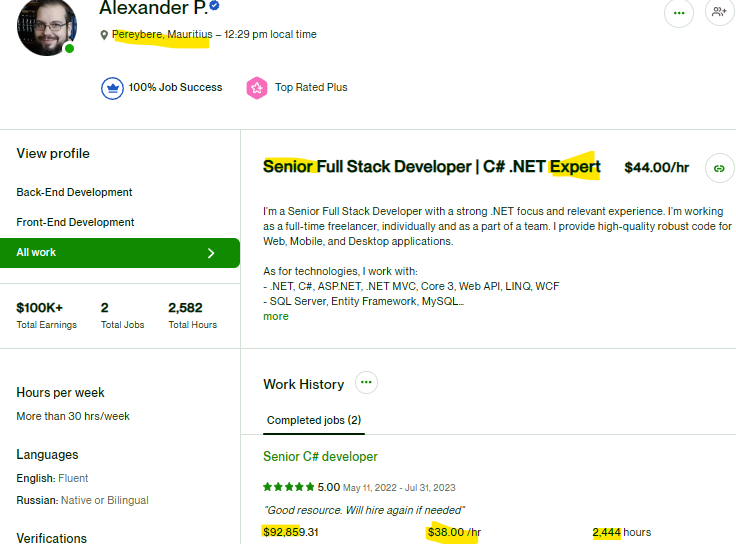 Alexander P.
Pereybere, Mauritius – 12:29 pm local time
100% Job Success
Top Rated Plus
View profile
Back-End Development
Front-End Development
All work
$100K+
2
2,582
Total Earnings
Total Jobs
Total Hours
Hours per week
More than 30 hrs/week
Languages
English: Fluent
Russian: Native or Bilingual
Verifications
Senior Full Stack Developer | C# .NET Expert
$44.00/hr
I'm a Senior Full Stack Developer with a strong .NET focus and relevant experience. I'm working
as a full-time freelancer, individually and as a part of a team. I provide high-quality robust code for
Web, Mobile, and Desktop applications.
As for technologies, I work with:
- .NET, C#, ASP.NET, .NET MVC, Core 3, Web API, LINQ, WCF
- SQL Server, Entity Framework, MySQL...
more
Work History
Completed jobs (2)
Senior C# developer
5.00 May 11, 2022 - Jul 31, 2023
"Good resource. Will hire again if needed"
$92,859.31
$38.00 /hr
2,444 hours